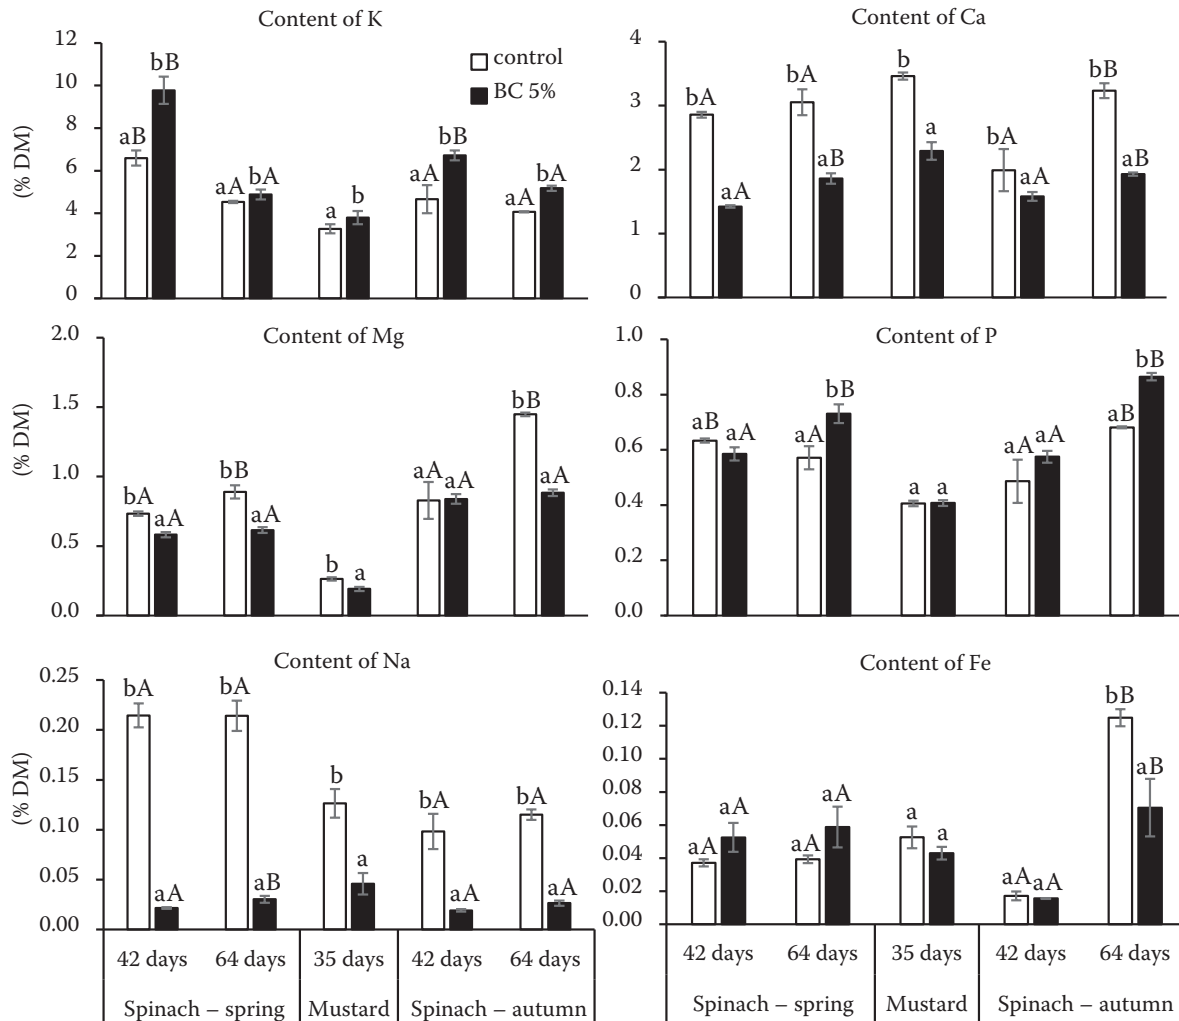 Content of K
12
10
8
6
4
2
0
(% DM)
control
BC 5%
aB bB aA bA a b aA bB aA bA
Content of Ca
4
3
2
1
0
bA aA bA aB b a bA aA bB aB
Content of Mg
2.0
1.5
1.0
0.5
0.0
(% DM)
bA aA bB aA b a aA aA bB aA
Content of P
1.0
0.8
0.6
0.4
0.2
0.0
aB aA aA bB a a aA aA aB bB
Content of Na
0.25
0.20
0.15
0.10
0.05
0.00
(% DM)
bA aA bA aB b a bA aA bA aA
42 days 64 days 35 days 42 days 64 days
Spinach – spring Mustard Spinach – autumn
Content of Fe
0.14
0.12
0.10
0.08
0.06
0.04
0.02
0.00
aA aA aA aA a a aA aA bB aB
42 days 64 days 35 days 42 days 64 days
Spinach – spring Mustard Spinach – autumn